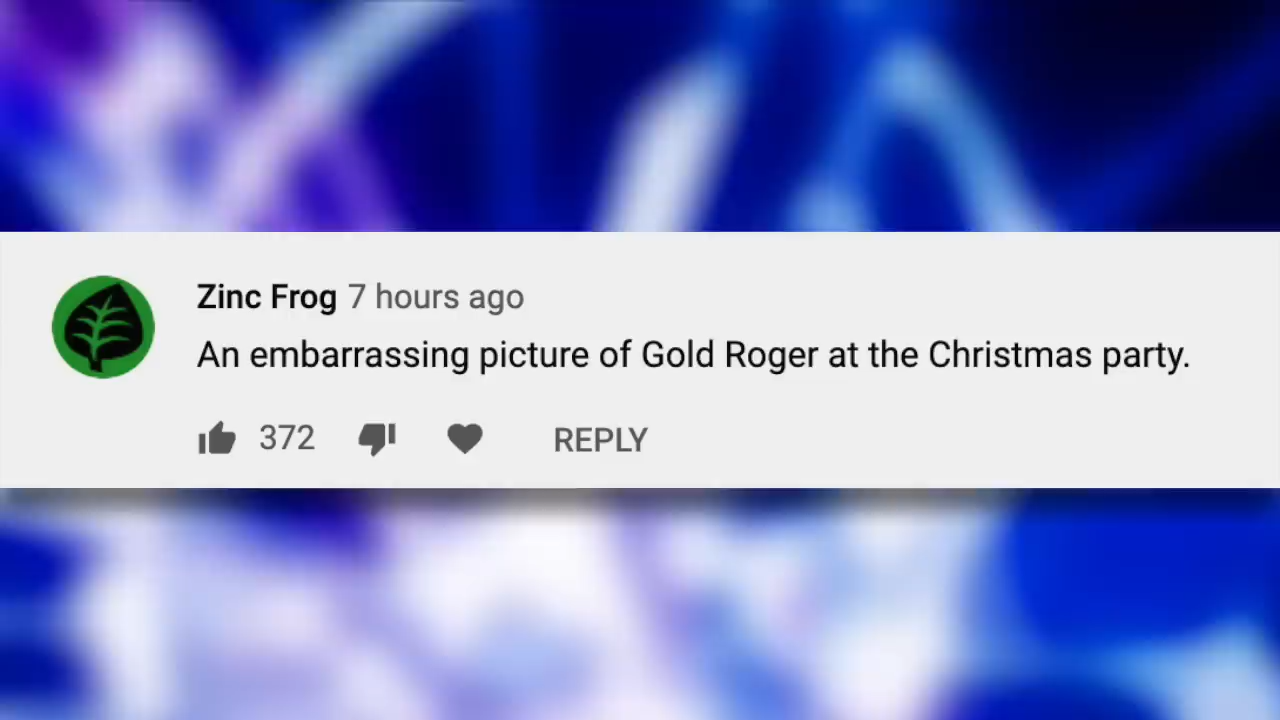 Zinc Frog 7 hours ago
An embarrassing picture of Gold Roger at the Christmas party.
372 REPLY